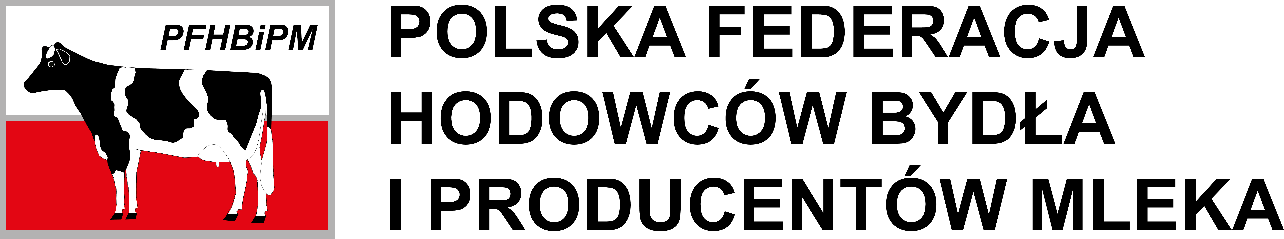 PFHBiPM
POLSKA FEDERACJA
HODOWCÓW BYDŁA
I PRODUCENTÓW MLEKA